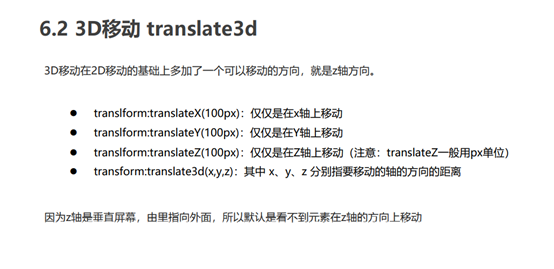 6.2 3D移动 translate3d
3D移动在2D移动的基础上多加了一个可以移动的方向，就是z轴方向。
● translform:translateX(100px)：仅仅是在x轴上移动
● translform:translateY(100px)：仅仅是在Y轴上移动
● translform:translateZ(100px)：仅仅是在Z轴上移动（注意：translateZ一般用px单位）
● transform:translate3d(x,y,z)：其中 x、y、z 分别指要移动的轴的方向的距离
因为z轴是垂直屏幕，由里指向外面，所以默认是看不到元素在z轴的方向上移动